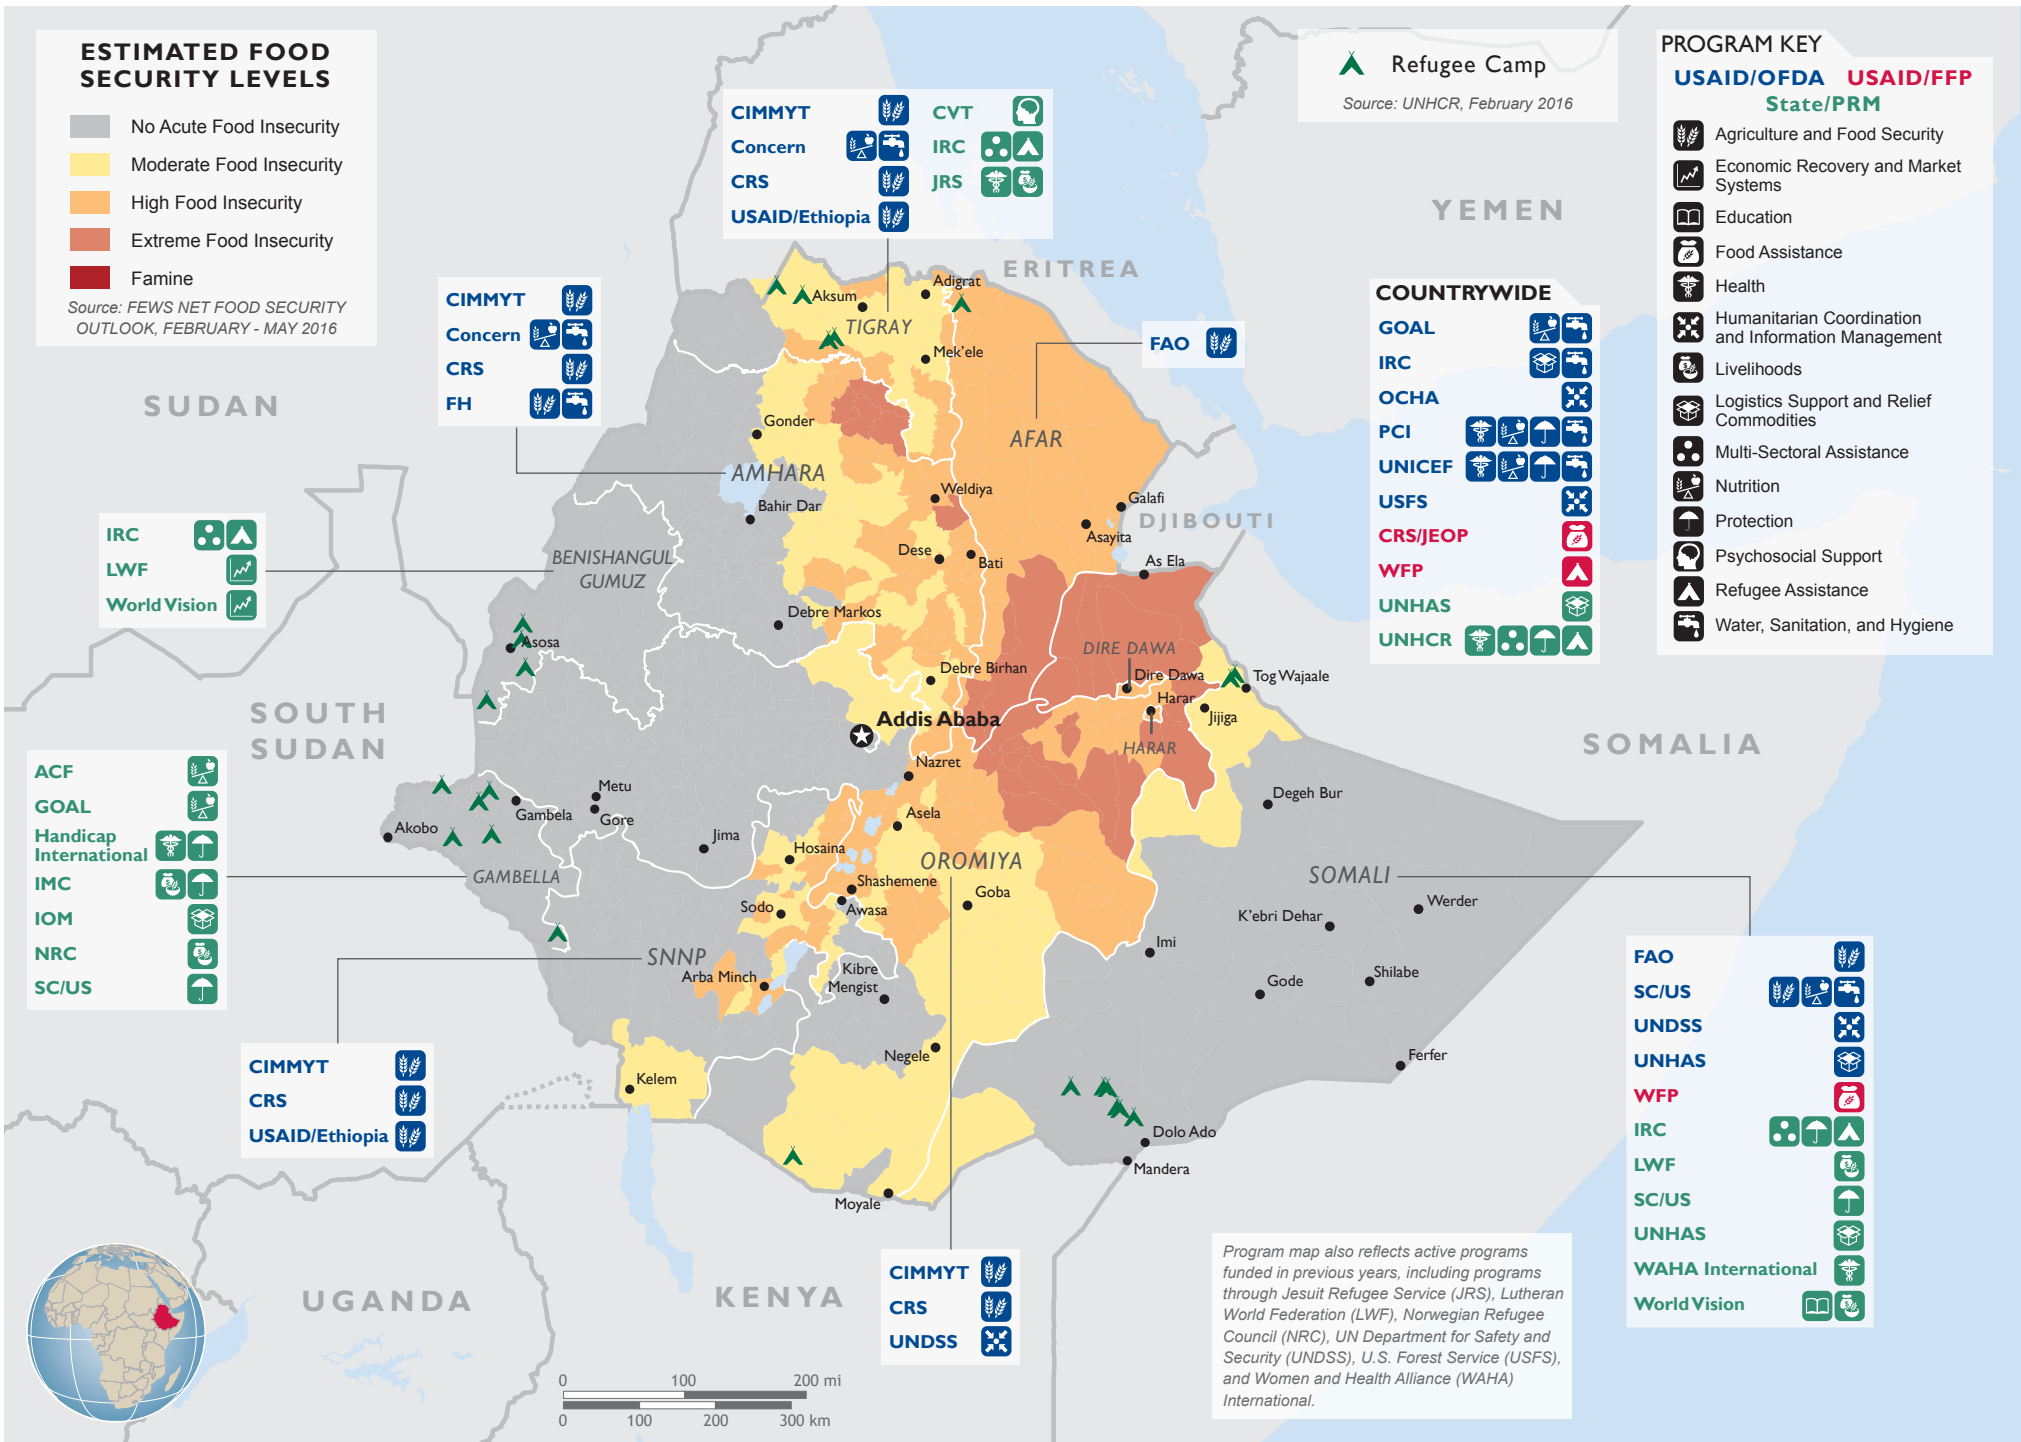 ESTIMATED FOOD
SECURITY LEVELS
No Acute Food Insecurity
Moderate Food Insecurity
High Food Insecurity
Extreme Food Insecurity
Famine
Source: FEWS NET FOOD SECURITY
OUTLOOK, FEBRUARY - MAY 2016
CIMMYT
Concern
CRS
USAID/Ethiopia
CVT
IRC
JRS
Refugee Camp
Source: UNHCR, February 2016
PROGRAM KEY
USAID/OFDA USAID/FFP
State/PRM
Agriculture and Food Security
Economic Recovery and Market
Systems
Education
Food Assistance
Health
Humanitarian Coordination
and Information Management
Livelihoods
Logistics Support and Relief
Commodities
Multi-Sectoral Assistance
Nutrition
Protection
Psychosocial Support
Refugee Assistance
Water, Sanitation, and Hygiene
COUNTRYWIDE
GOAL
IRC
OCHA
PCI
UNICEF
USFS
CRS/JEOP
WFP
UNHAS
UNHCR
CIMMYT
Concern
CRS
FH
FAO
IRC
LWF
World Vision
ACF
GOAL
Handicap
International
IMC
IOM
NRC
SC/US
CIMMYT
CRS
USAID/Ethiopia
CIMMYT
CRS
UNDSS
FAO
SC/US
UNDSS
UNHAS
WFP
IRC
LWF
SC/US
UNHAS
WAHA International
World Vision
YEMEN
ERITREA
SUDAN
DJIBOUTI
SOUTH
SUDAN
SOMALIA
UGANDA
KENYA
TIGRAY
AFAR
AMHARA
BENISHANGUL
GUMUZ
DIRE DAWA
HARAR
OROMIYA
SOMALI
GAMBELLA
SNNP
Aksum
Adigrat
Mek'ele
Gonder
Bahir Dar
Weldiya
Galafi
Asayita
Dese
Bati
As Ela
Debre Markos
Asosa
Debre Birhan
Dire Dawa
Tog Wajaale
Harar
Jijiga
Addis Ababa
Nazret
Metu
Gore
Gambela
Akobo
Jima
Asela
Degeh Bur
Hosaina
Shashemene
Goba
Sodo
Awasa
Werder
K'ebri Dehar
Imi
Kibre
Mengist
Arba Minch
Gode
Shilabe
Negele
Ferfer
Kelem
Dolo Ado
Mandera
Moyale
Program map also reflects active programs
funded in previous years, including programs
through Jesuit Refugee Service (JRS), Lutheran
World Federation (LWF), Norwegian Refugee
Council (NRC), UN Department for Safety and
Security (UNDSS), U.S. Forest Service (USFS),
and Women and Health Alliance (WAHA)
International.
0 100 200 mi
0 100 200 300 km